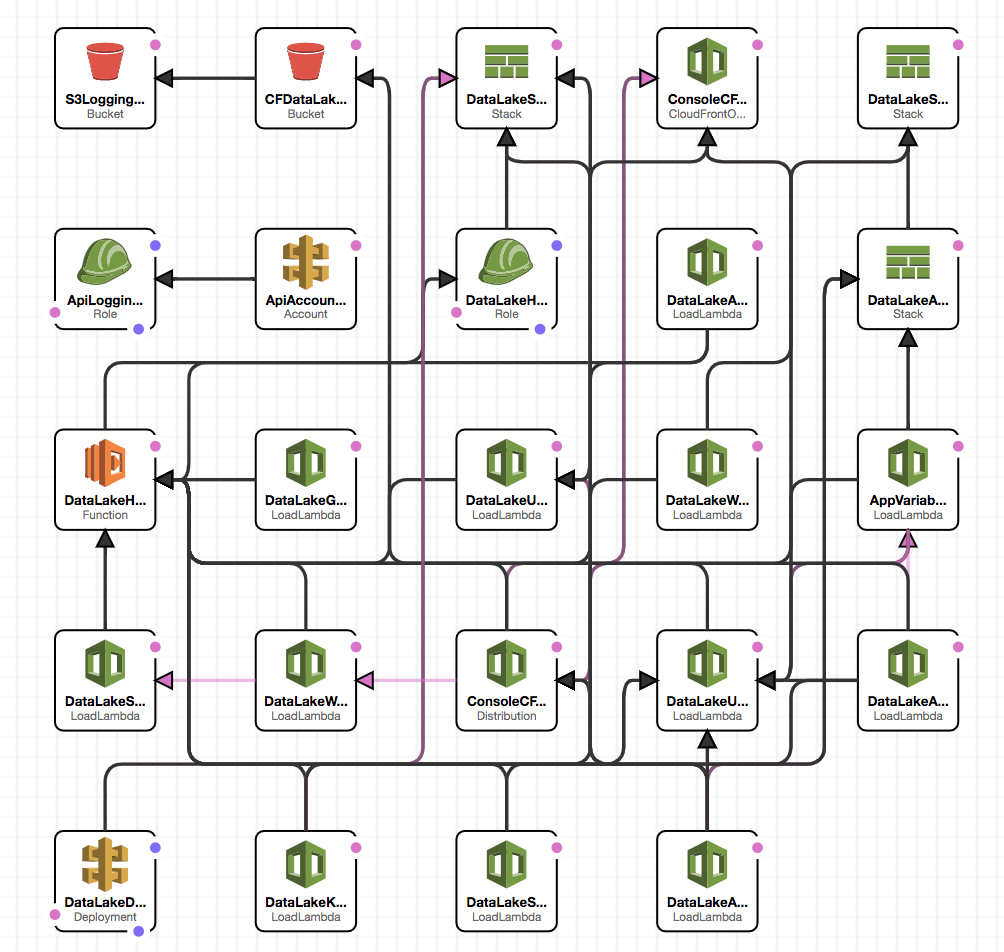 S3Logging...
Bucket
CFDataLak...
Bucket
DataLakeS...
Stack
ConsoleCF...
CloudFrontO...
DataLakeS...
Stack
ApiLoggin...
Role
ApiAccoun...
Account
DataLakeH...
Role
DataLakeA...
LoadLambda
DataLakeA...
Stack
DataLakeH...
Function
DataLakeG...
LoadLambda
DataLakeU...
LoadLambda
DataLakeW...
LoadLambda
AppVariab...
LoadLambda
DataLakeS...
LoadLambda
DataLakeW...
LoadLambda
ConsoleCF...
Distribution
DataLakeU...
LoadLambda
DataLakeA...
LoadLambda
DataLakeD...
Deployment
DataLakeK...
LoadLambda
DataLakeS...
LoadLambda
DataLakeA...
LoadLambda